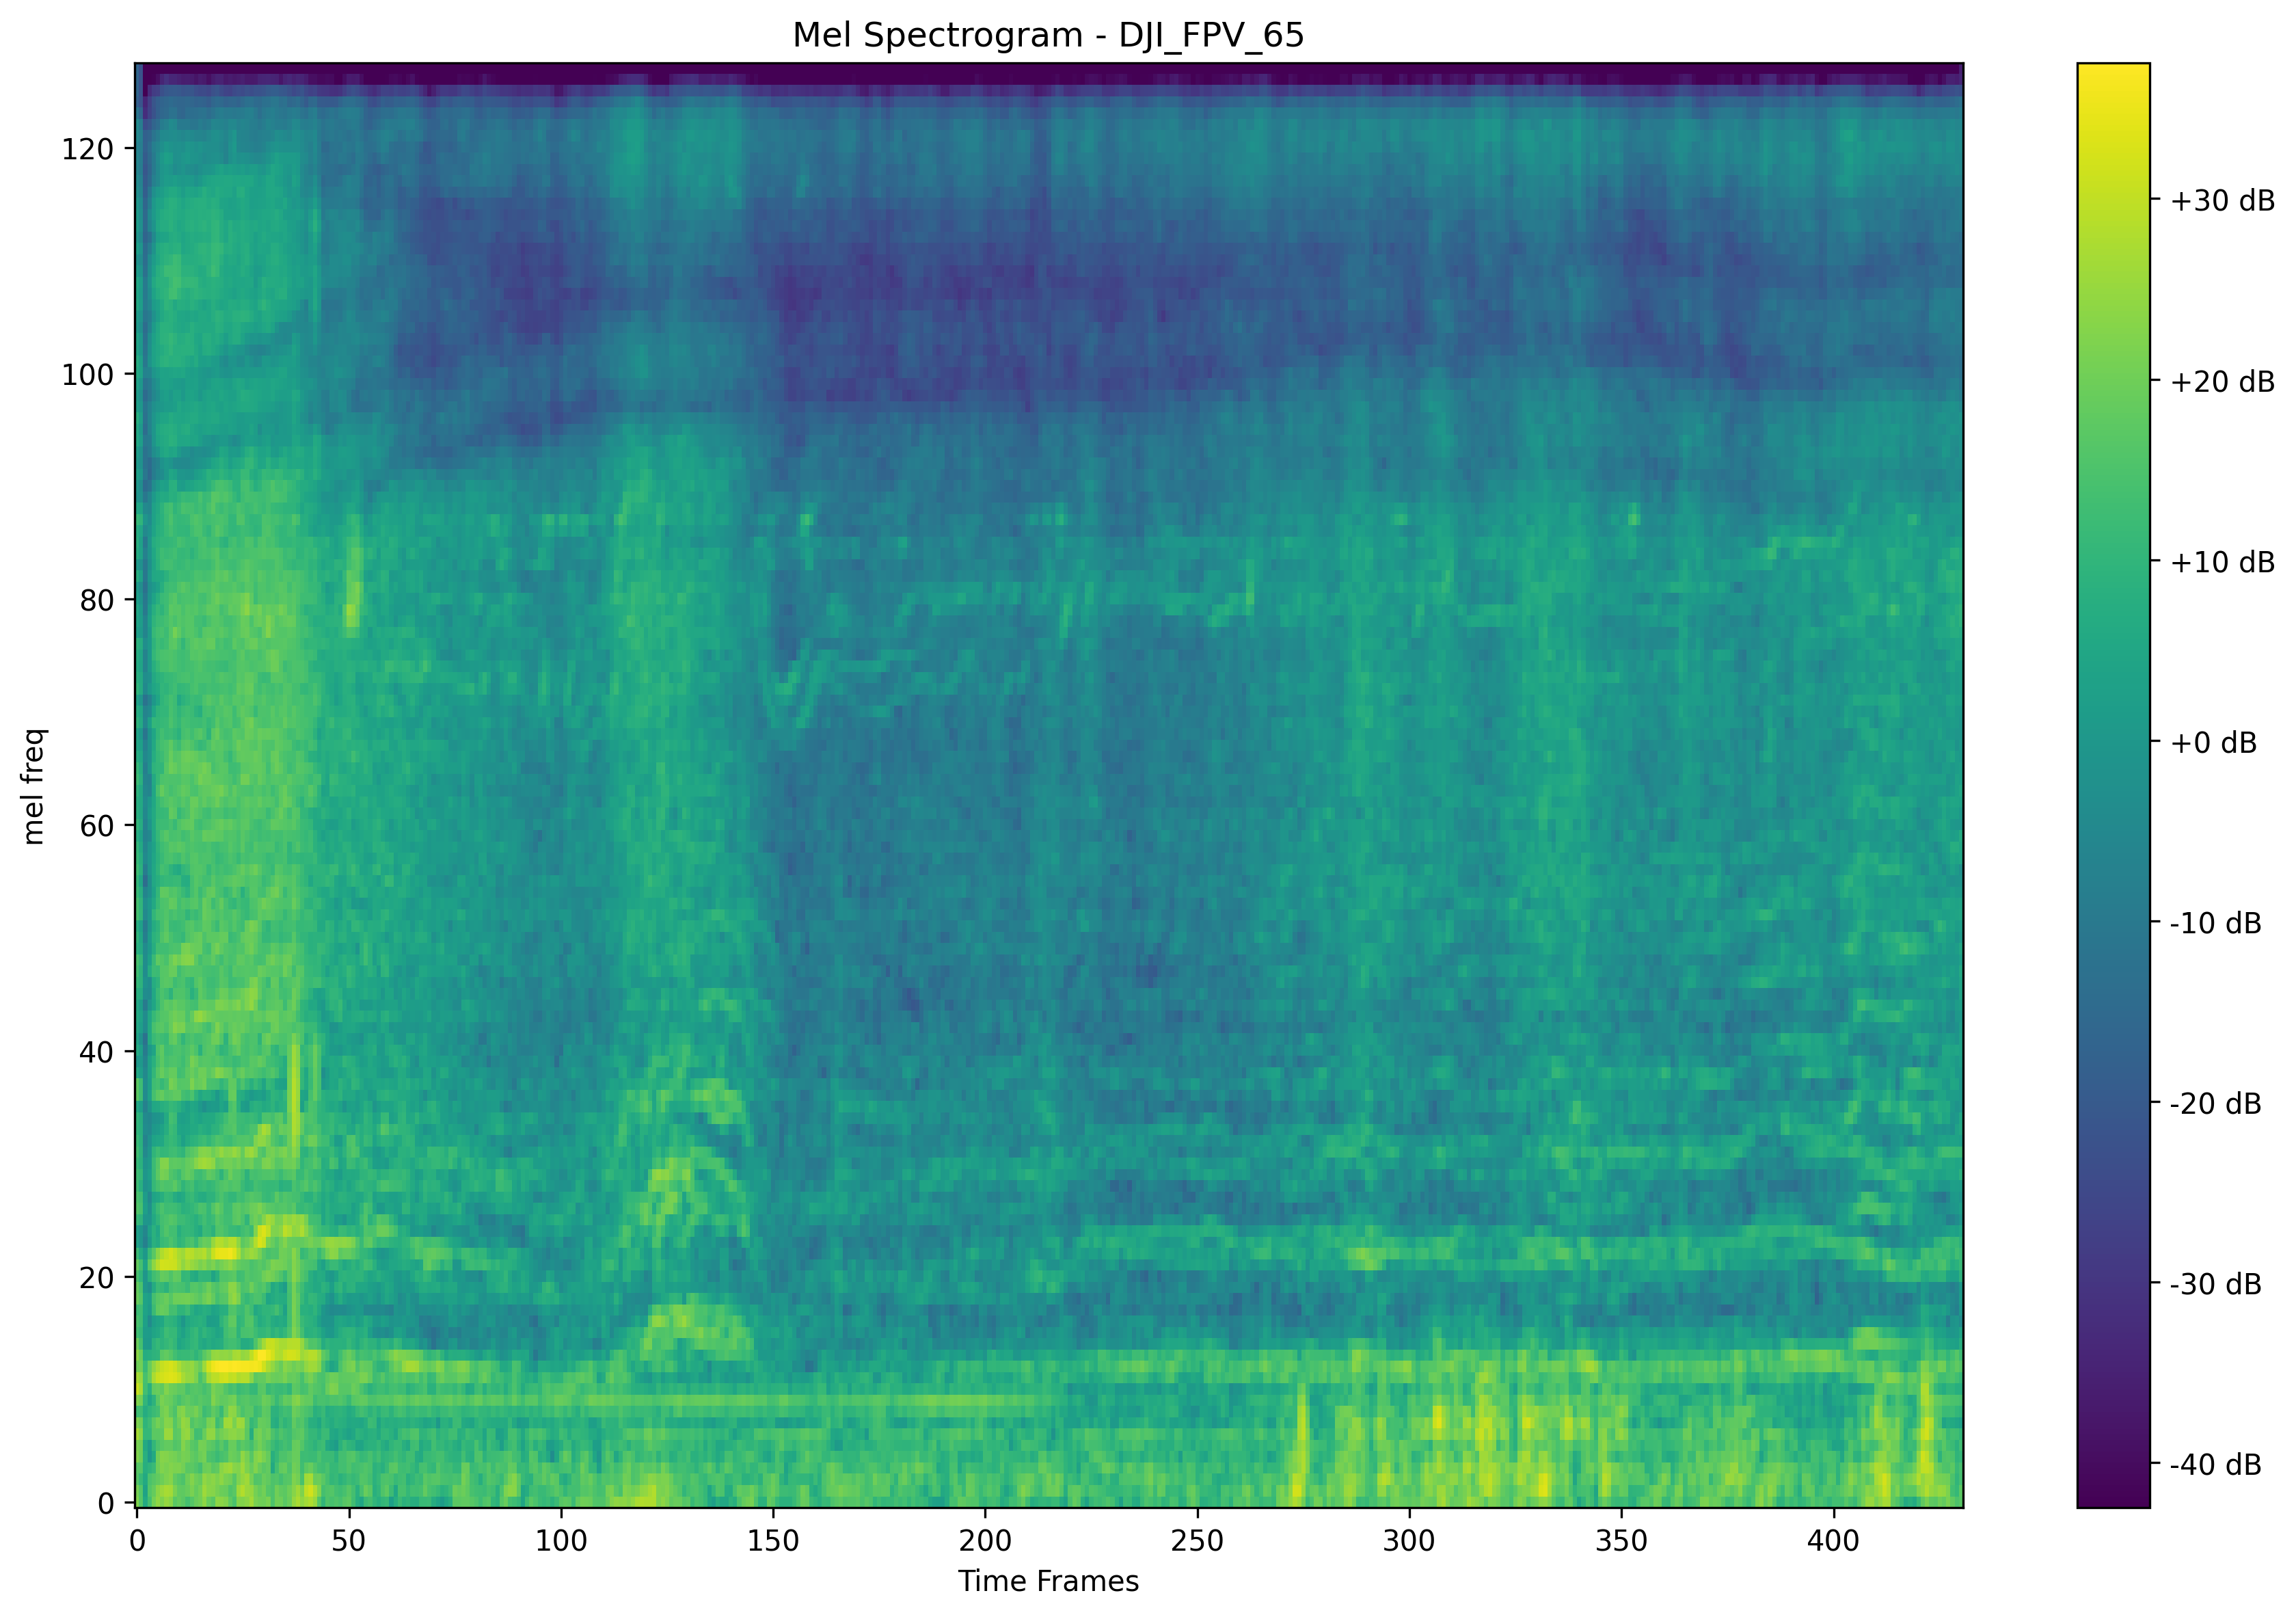 Mel Spectrogram - DJI_FPV_65
mel freq
120
100
80
60
40
20
0
0 50 100 150 200 250 300 350 400
Time Frames
+30 dB
+20 dB
+10 dB
+0 dB
-10 dB
-20 dB
-30 dB
-40 dB